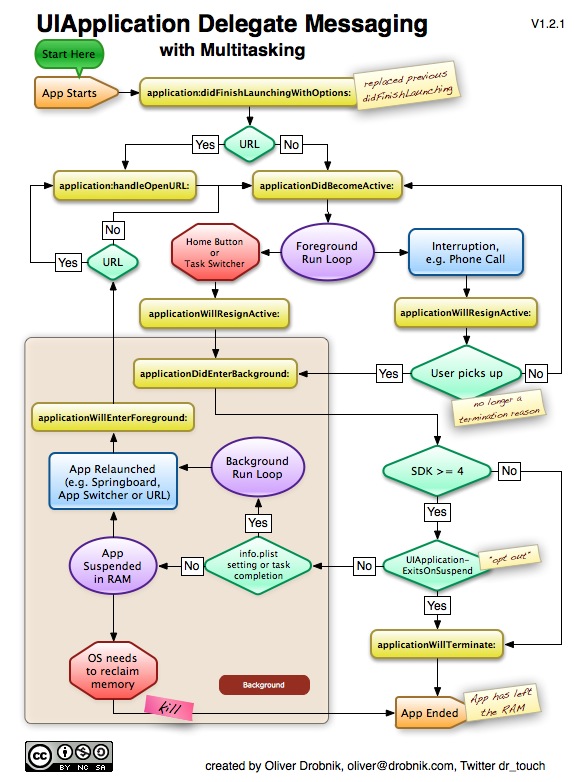 UIApplication Delegate Messaging
V1.2.1
with Multitasking
Start Here
App Starts
application:didFinishLaunchingWithOptions:
replaced previous
didFinishLaunching
Yes
URL
No
application:handleOpenURL:
applicationDidBecomeActive:
No
Home Button
or
Task Switcher
Foreground
Run Loop
Interruption,
e.g. Phone Call
Yes
URL
applicationWillResignActive:
applicationWillResignActive:
applicationDidEnterBackground:
Yes
User picks up
No
no longer a
termination reason
applicationWillEnterForeground:
App Relaunched
(e.g. Springboard,
App Switcher or URL)
Background
Run Loop
SDK >= 4
No
Yes
Yes
App
Suspended
in RAM
No
info.plist
setting or task
completion
No
UIApplication-
ExitsOnSuspend
"opt out"
Yes
applicationWillTerminate:
OS needs
to reclaim
memory
Background
kill
App Ended
App has left
the RAM
cc
BY NC SA
created by Oliver Drobnik, oliver@drobnik.com, Twitter dr_touch